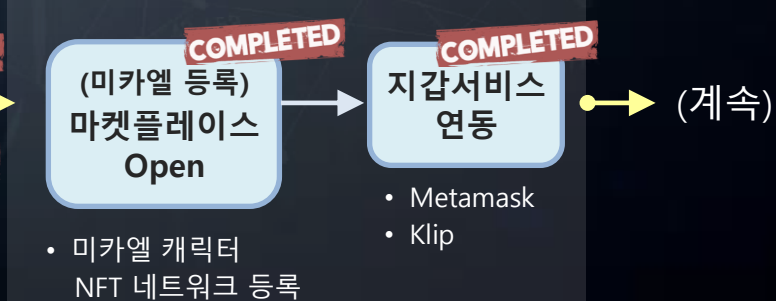 COMPLETED
(미카엘 등록)
마켓플레이스
Open
• 미카엘 캐릭터
NFT 네트워크 등록
COMPLETED
지갑서비스
연동
• Metamask
• Klip
(계속)